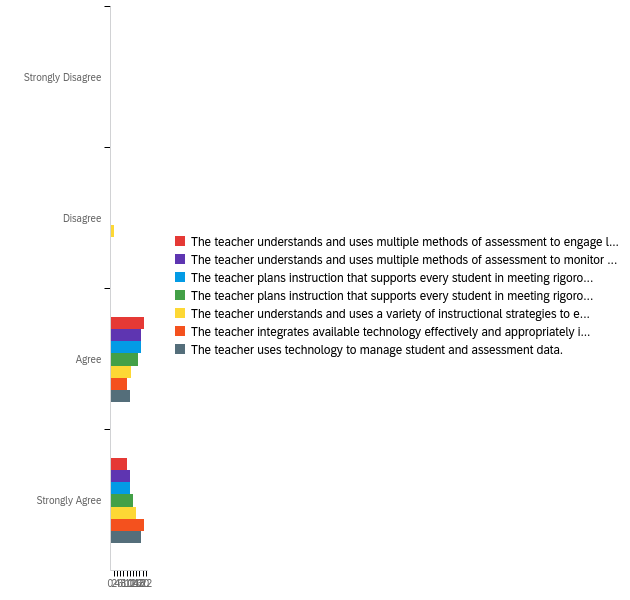 Strongly Disagree
Disagree
The teacher understands and uses multiple methods of assessment to engage l...
The teacher understands and uses multiple methods of assessment to monitor ...
The teacher plans instruction that supports every student in meeting rigoro...
The teacher plans instruction that supports every student in meeting rigoro...
The teacher understands and uses a variety of instructional strategies to e...
The teacher integrates available technology effectively and appropriately i...
The teacher uses technology to manage student and assessment data.
Agree
Strongly Agree